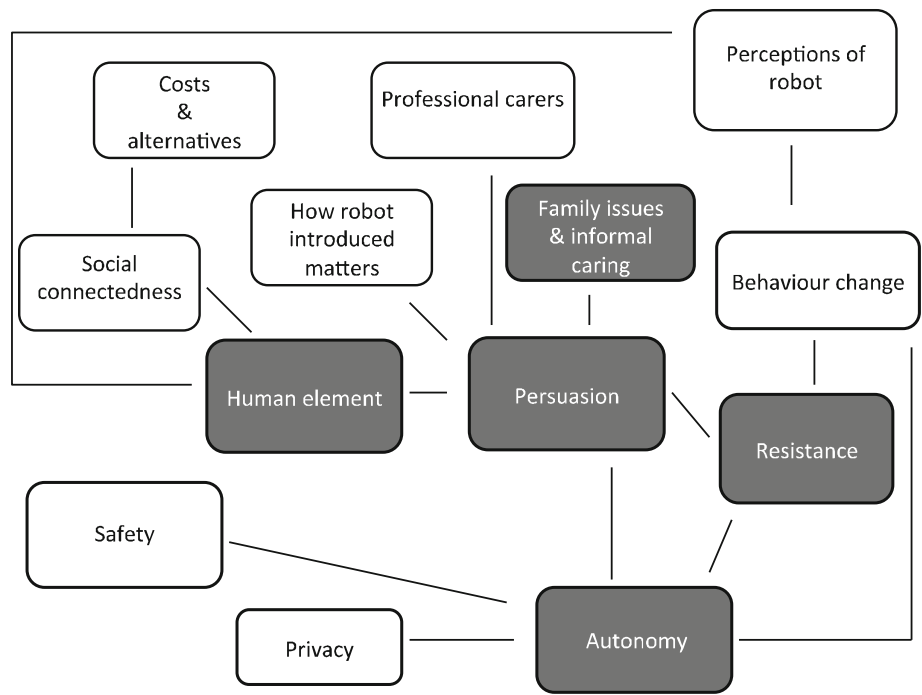 Perceptions of
robot
Costs
&
alternatives
Professional carers
How robot
introduced
matters
Family issues
& informal
caring
Social
connectedness
Behaviour change
Human element
Persuasion
Resistance
Safety
Privacy
Autonomy